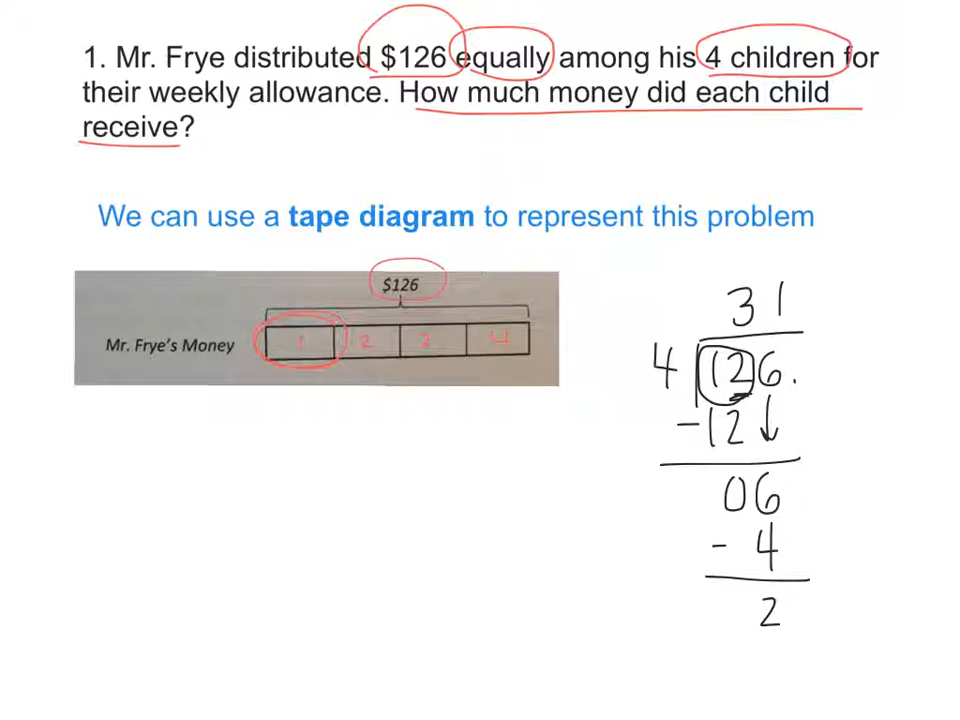 1. Mr. Frye distributed $126 equally among his 4 children for
their weekly allowance. How much money did each child
receive?
We can use a tape diagram to represent this problem
$126
Mr. Frye's Money 1 2 3 4
31
4 126.
-12
06
- 4
2